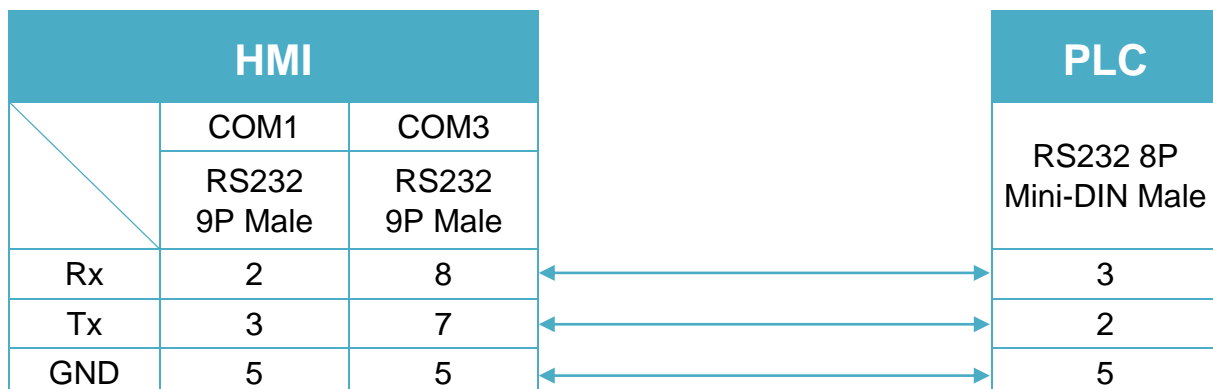 HMI
PLC
COM1 COM3
RS232 8P
Mini-DIN Male
RS232 RS232
9P Male 9P Male
Rx 2 8 3
Tx 3 7 2
GND 5 5 5